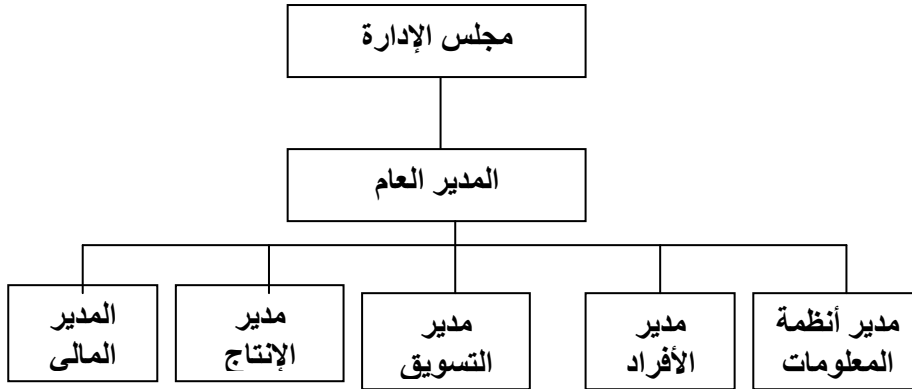 مجلس الإدارة
المدير العام
مدير أنظمة
المعلومات
مدير
الأفراد
مدير
التسويق
مدير
الإنتاج
المدير
المالى